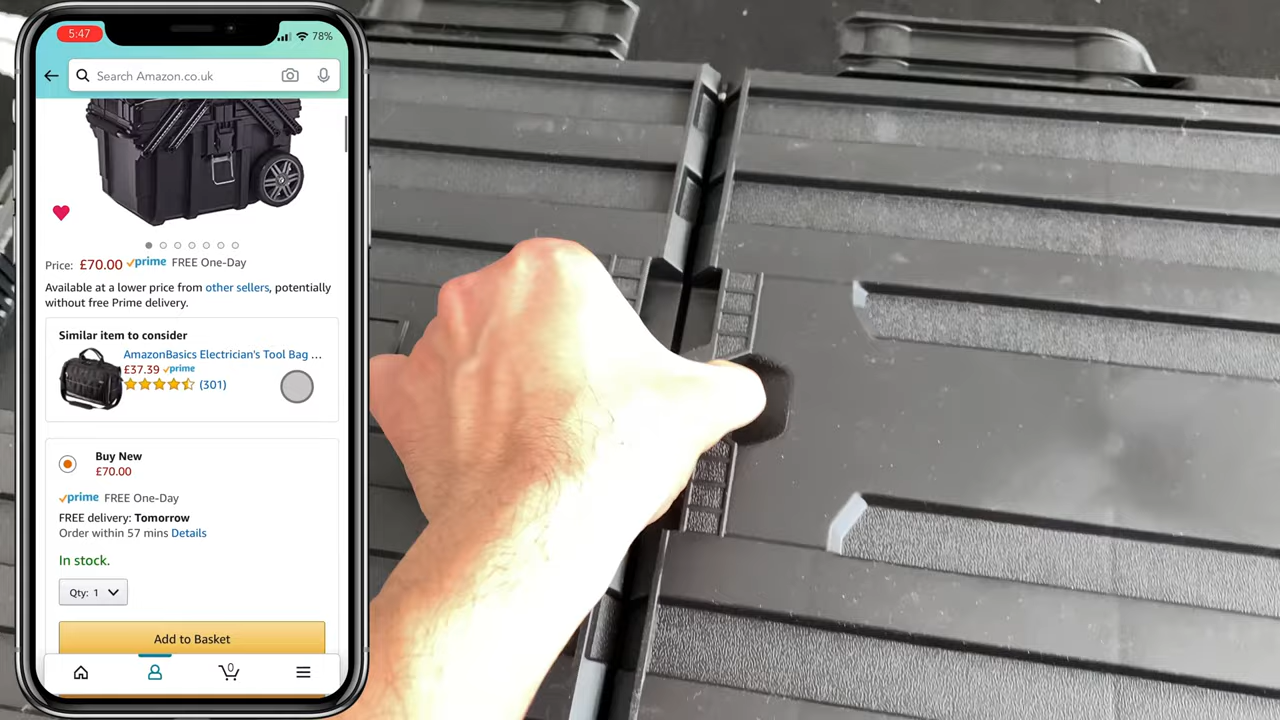 5:47
78%
Search Amazon.co.uk
Price: £70.00 prime FREE One-Day
Available at a lower price from other sellers, potentially
without free Prime delivery.
Similar item to consider
AmazonBasics Electrician's Tool Bag ...
£37.39 prime
(301)
Buy New
£70.00
prime FREE One-Day
FREE delivery: Tomorrow
Order within 57 mins Details
In stock.
Qty: 1
Add to Basket
0